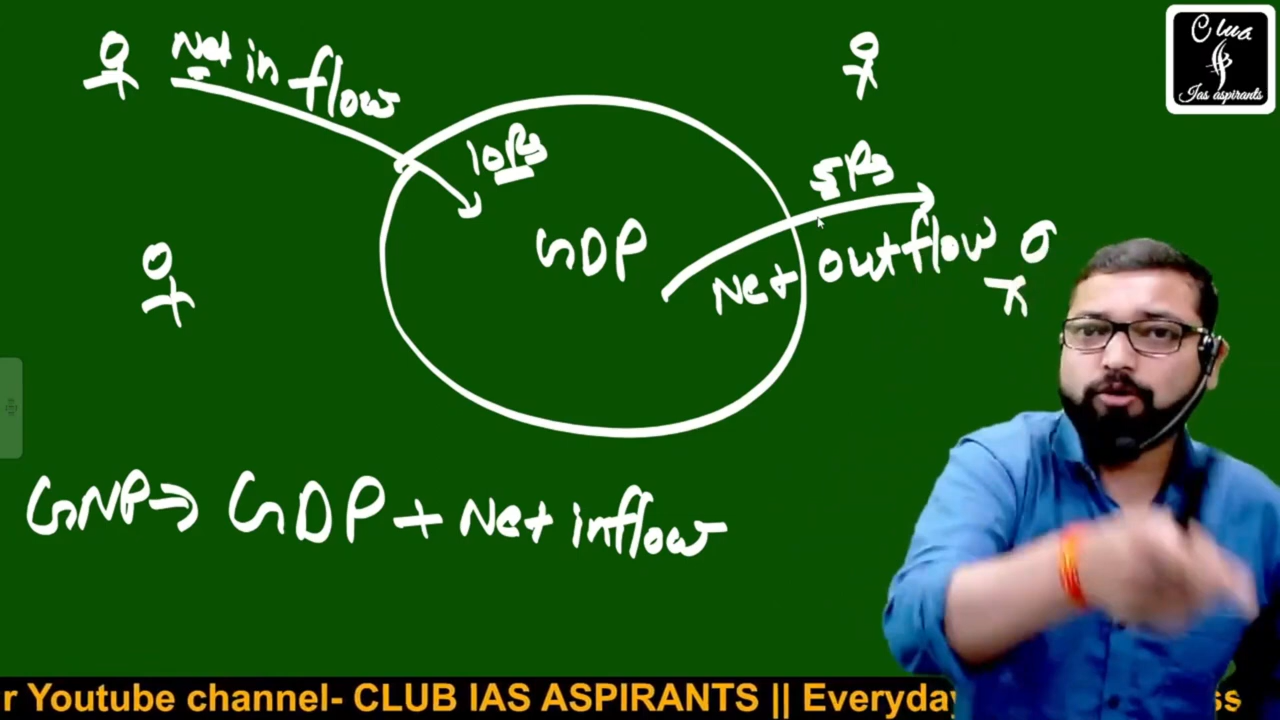 Net inflow
10Rs
5Rs
GDP
Net outflow
GNP ⇒ GDP + Net inflow
Club
Ias aspirants
r Youtube channel- CLUB IAS ASPIRANTS || Everyday
ss